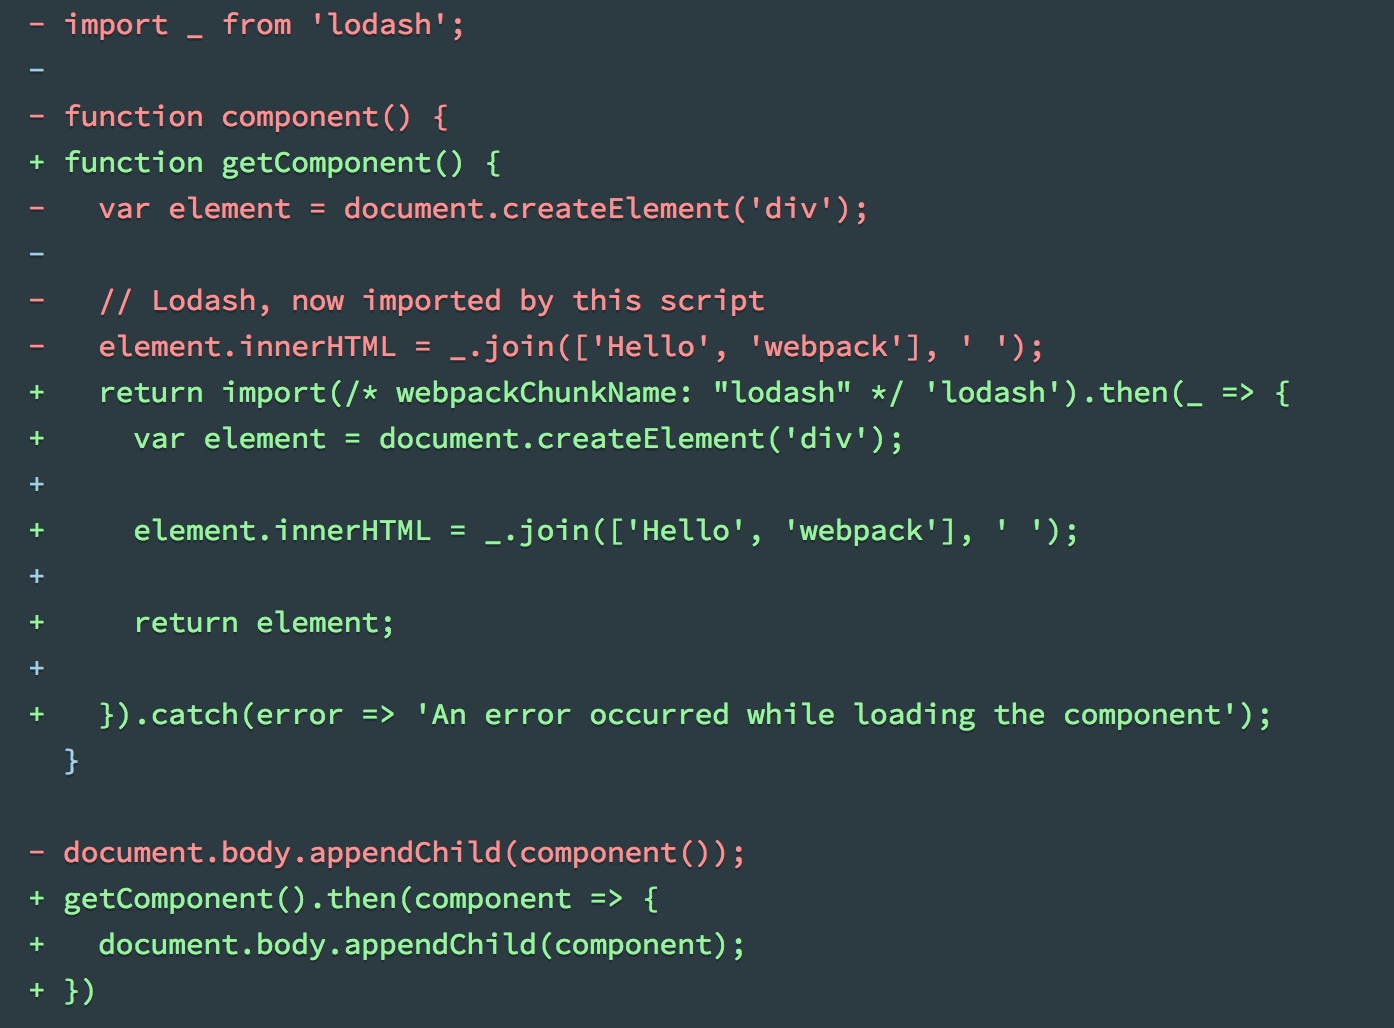 - import _ from 'lodash';
-
- function component() {
+ function getComponent() {
-   var element = document.createElement('div');
-
-   // Lodash, now imported by this script
-   element.innerHTML = _.join(['Hello', 'webpack'], ' ');
+   return import(/* webpackChunkName: "lodash" */ 'lodash').then(_ => {
+     var element = document.createElement('div');
+
+     element.innerHTML = _.join(['Hello', 'webpack'], ' ');
+
+     return element;
+
+   }).catch(error => 'An error occurred while loading the component');
  }

- document.body.appendChild(component());
+ getComponent().then(component => {
+   document.body.appendChild(component);
+ })